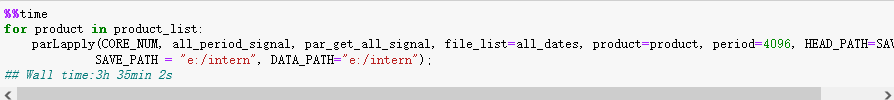 %%time
for product in product_list:
    parLapply(CORE_NUM, all_period_signal, par_get_all_signal, file_list=all_dates, product=product, period=4096, HEAD_PATH=SAV
            SAVE_PATH = "e:/intern", DATA_PATH="e:/intern");
## Wall time:3h 35min 2s